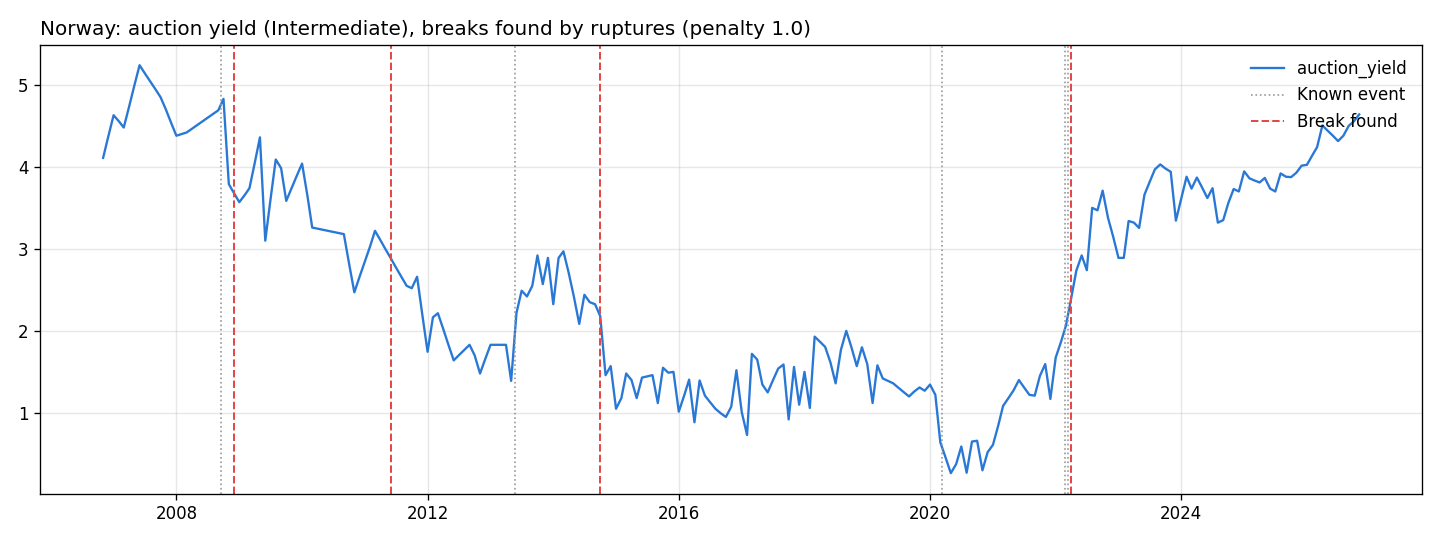 Norway: auction yield (Intermediate), breaks found by ruptures (penalty 1.0)
auction_yield
Known event
Break found
5
4
3
2
1
2008 2012 2016 2020 2024